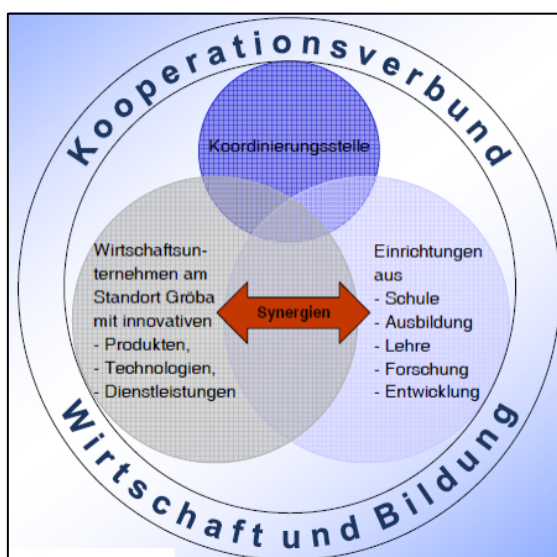 Kooperationsverbund
Koordinierungsstelle
Wirtschaftsun-
ternehmen am
Standort Gröba
mit innovativen
- Produkten,
- Technologien,
- Dienstleistungen
Synergien
Einrichtungen
aus
- Schule
- Ausbildung
- Lehre
- Forschung
- Entwicklung
Wirtschaft und Bildung